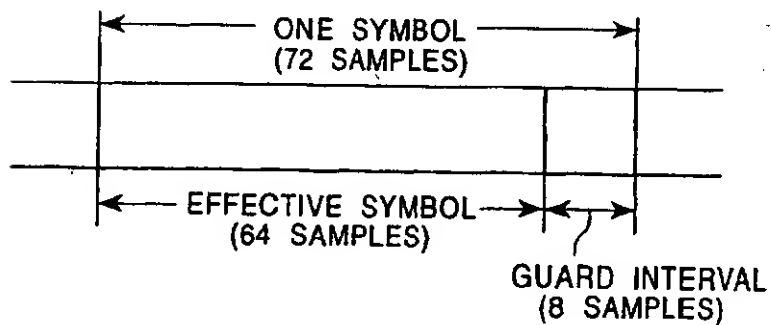 ONE SYMBOL
(72 SAMPLES)
EFFECTIVE SYMBOL
(64 SAMPLES)
GUARD INTERVAL
(8 SAMPLES)